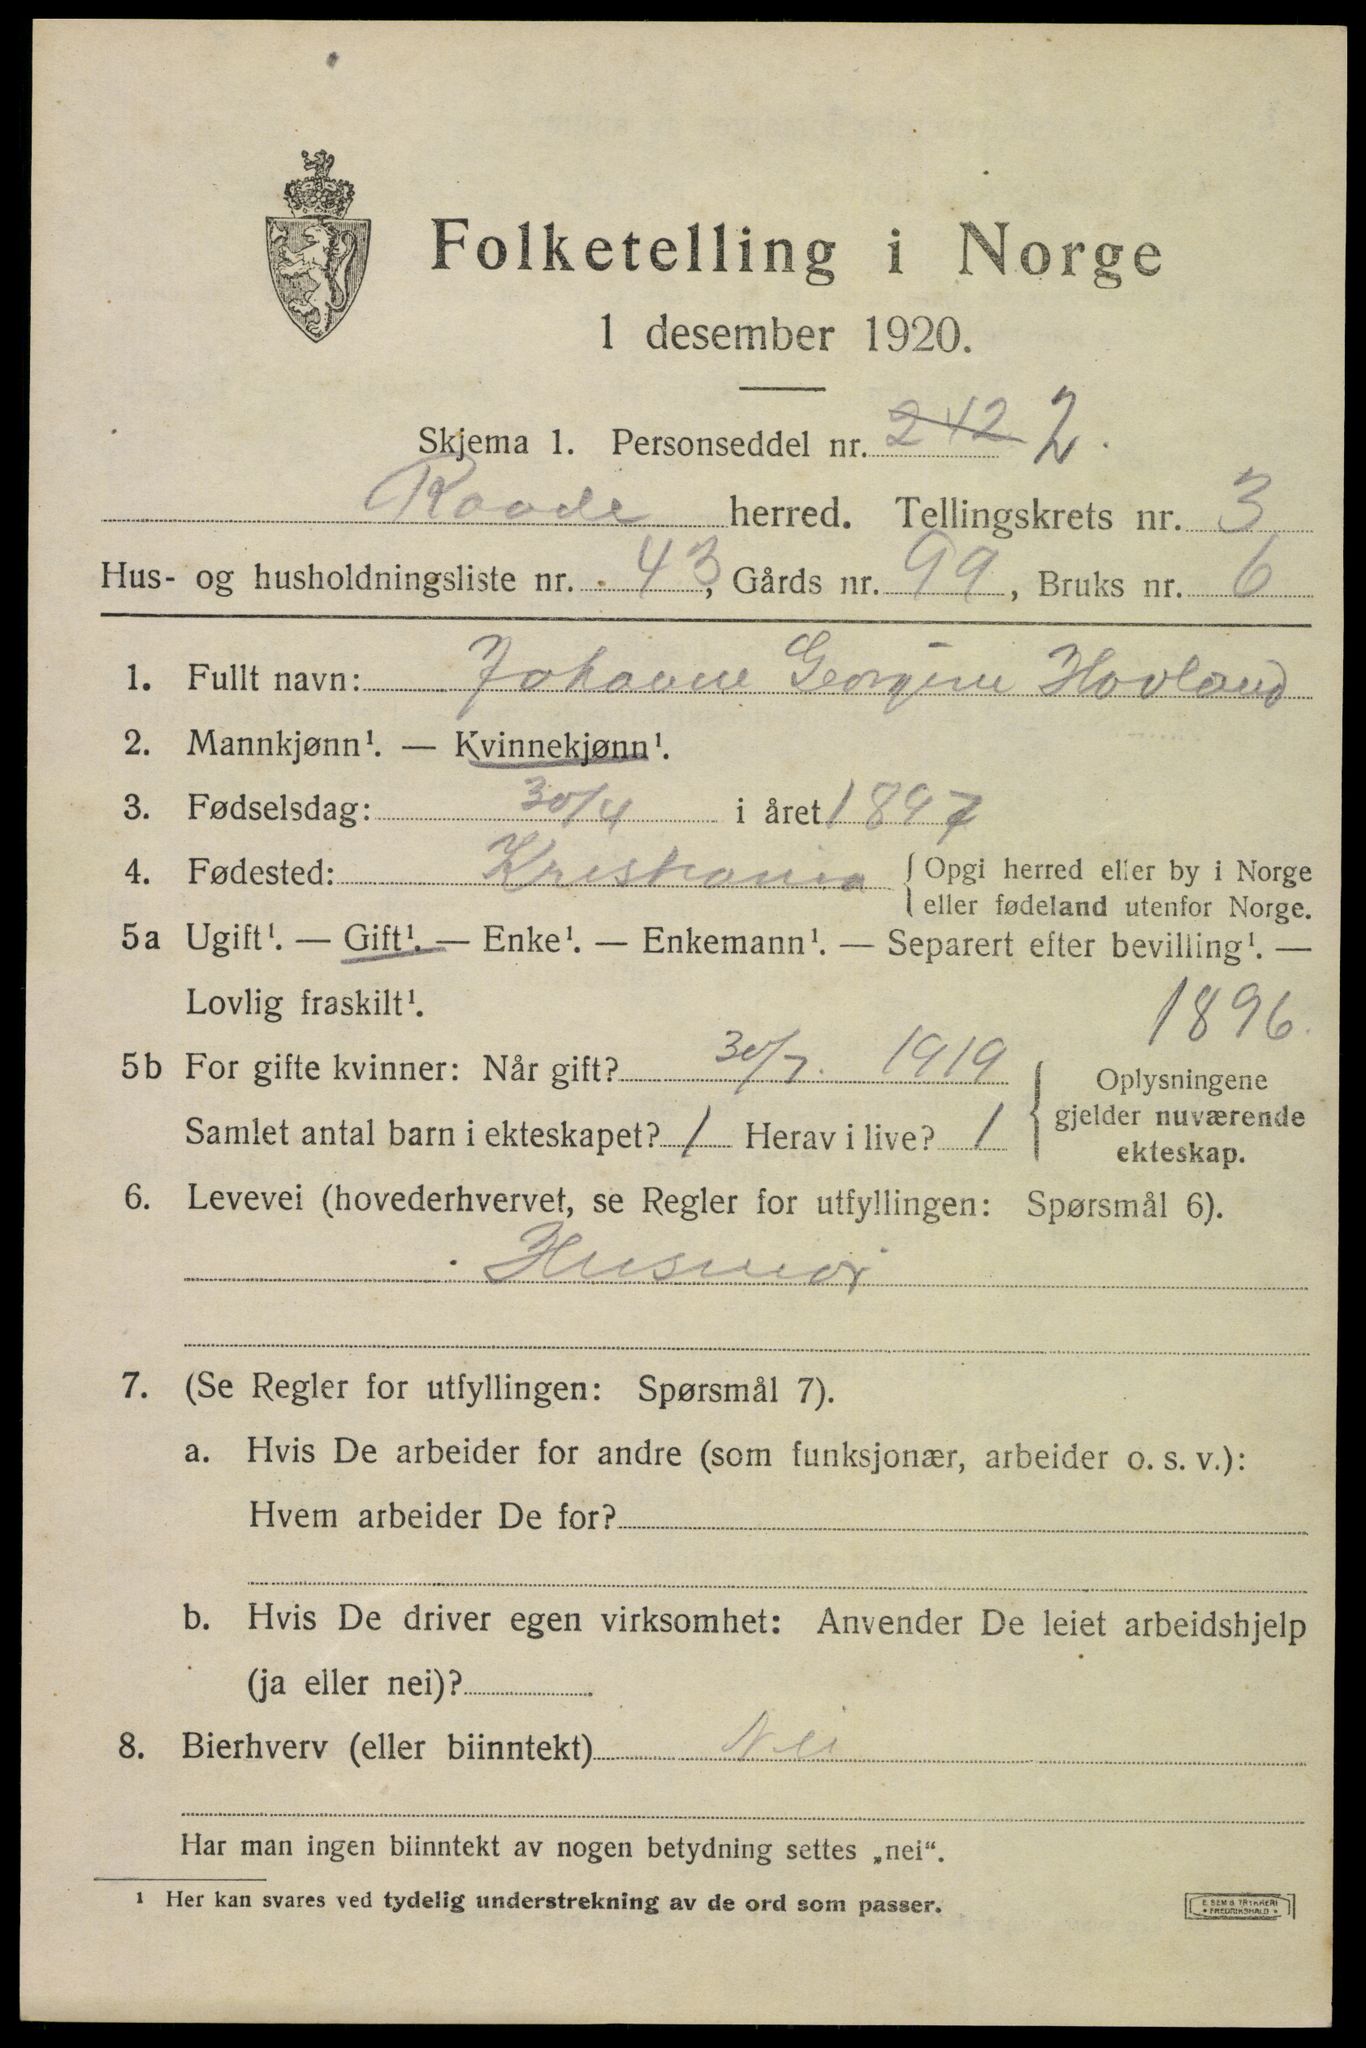 Folketelling i Norge
1 desember 1920.
Skjema 1. Personseddel nr. 242 2.
Raade herred. Tellingskrets nr. 3
Hus- og husholdningsliste nr. 43, Gårds nr. 99, Bruks nr. 6
1. Fullt navn: Johanne Georgine Hovland
2. Mannkjønn¹. — Kvinnekjønn¹.
3. Fødselsdag: 30/4 i året 1897
4. Fødested: Kristiania { Opgi herred eller by i Norge
eller fødeland utenfor Norge.
5a Ugift¹. — Gift¹. — Enke¹. — Enkemann¹. — Separert efter bevilling¹. —
Lovlig fraskilt¹. 1896.
5b For gifte kvinner: Når gift? 30/7. 1919
Samlet antal barn i ekteskapet? 1 Herav i live? 1
{ Oplysningene
gjelder nuværende
ekteskap.
6. Levevei (hovederhvervet, se Regler for utfyllingen: Spørsmål 6).
Husmor
7. (Se Regler for utfyllingen: Spørsmål 7).
a. Hvis De arbeider for andre (som funksjonær, arbeider o. s. v.):
Hvem arbeider De for?
b. Hvis De driver egen virksomhet: Anvender De leiet arbeidshjelp
(ja eller nei)?
8. Bierhverv (eller biinntekt) Nei
Har man ingen biinntekt av nogen betydning settes „nei“.
¹ Her kan svares ved tydelig understrekning av de ord som passer.
E. SEM'S TRYKKERI
• FREDRIKSHALD •